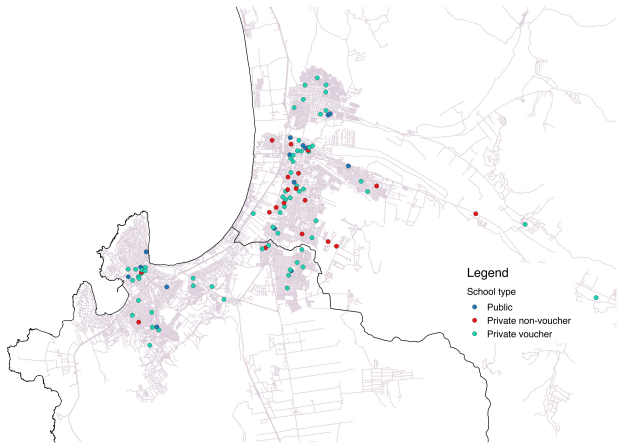 Legend
School type
Public
Private non-voucher
Private voucher